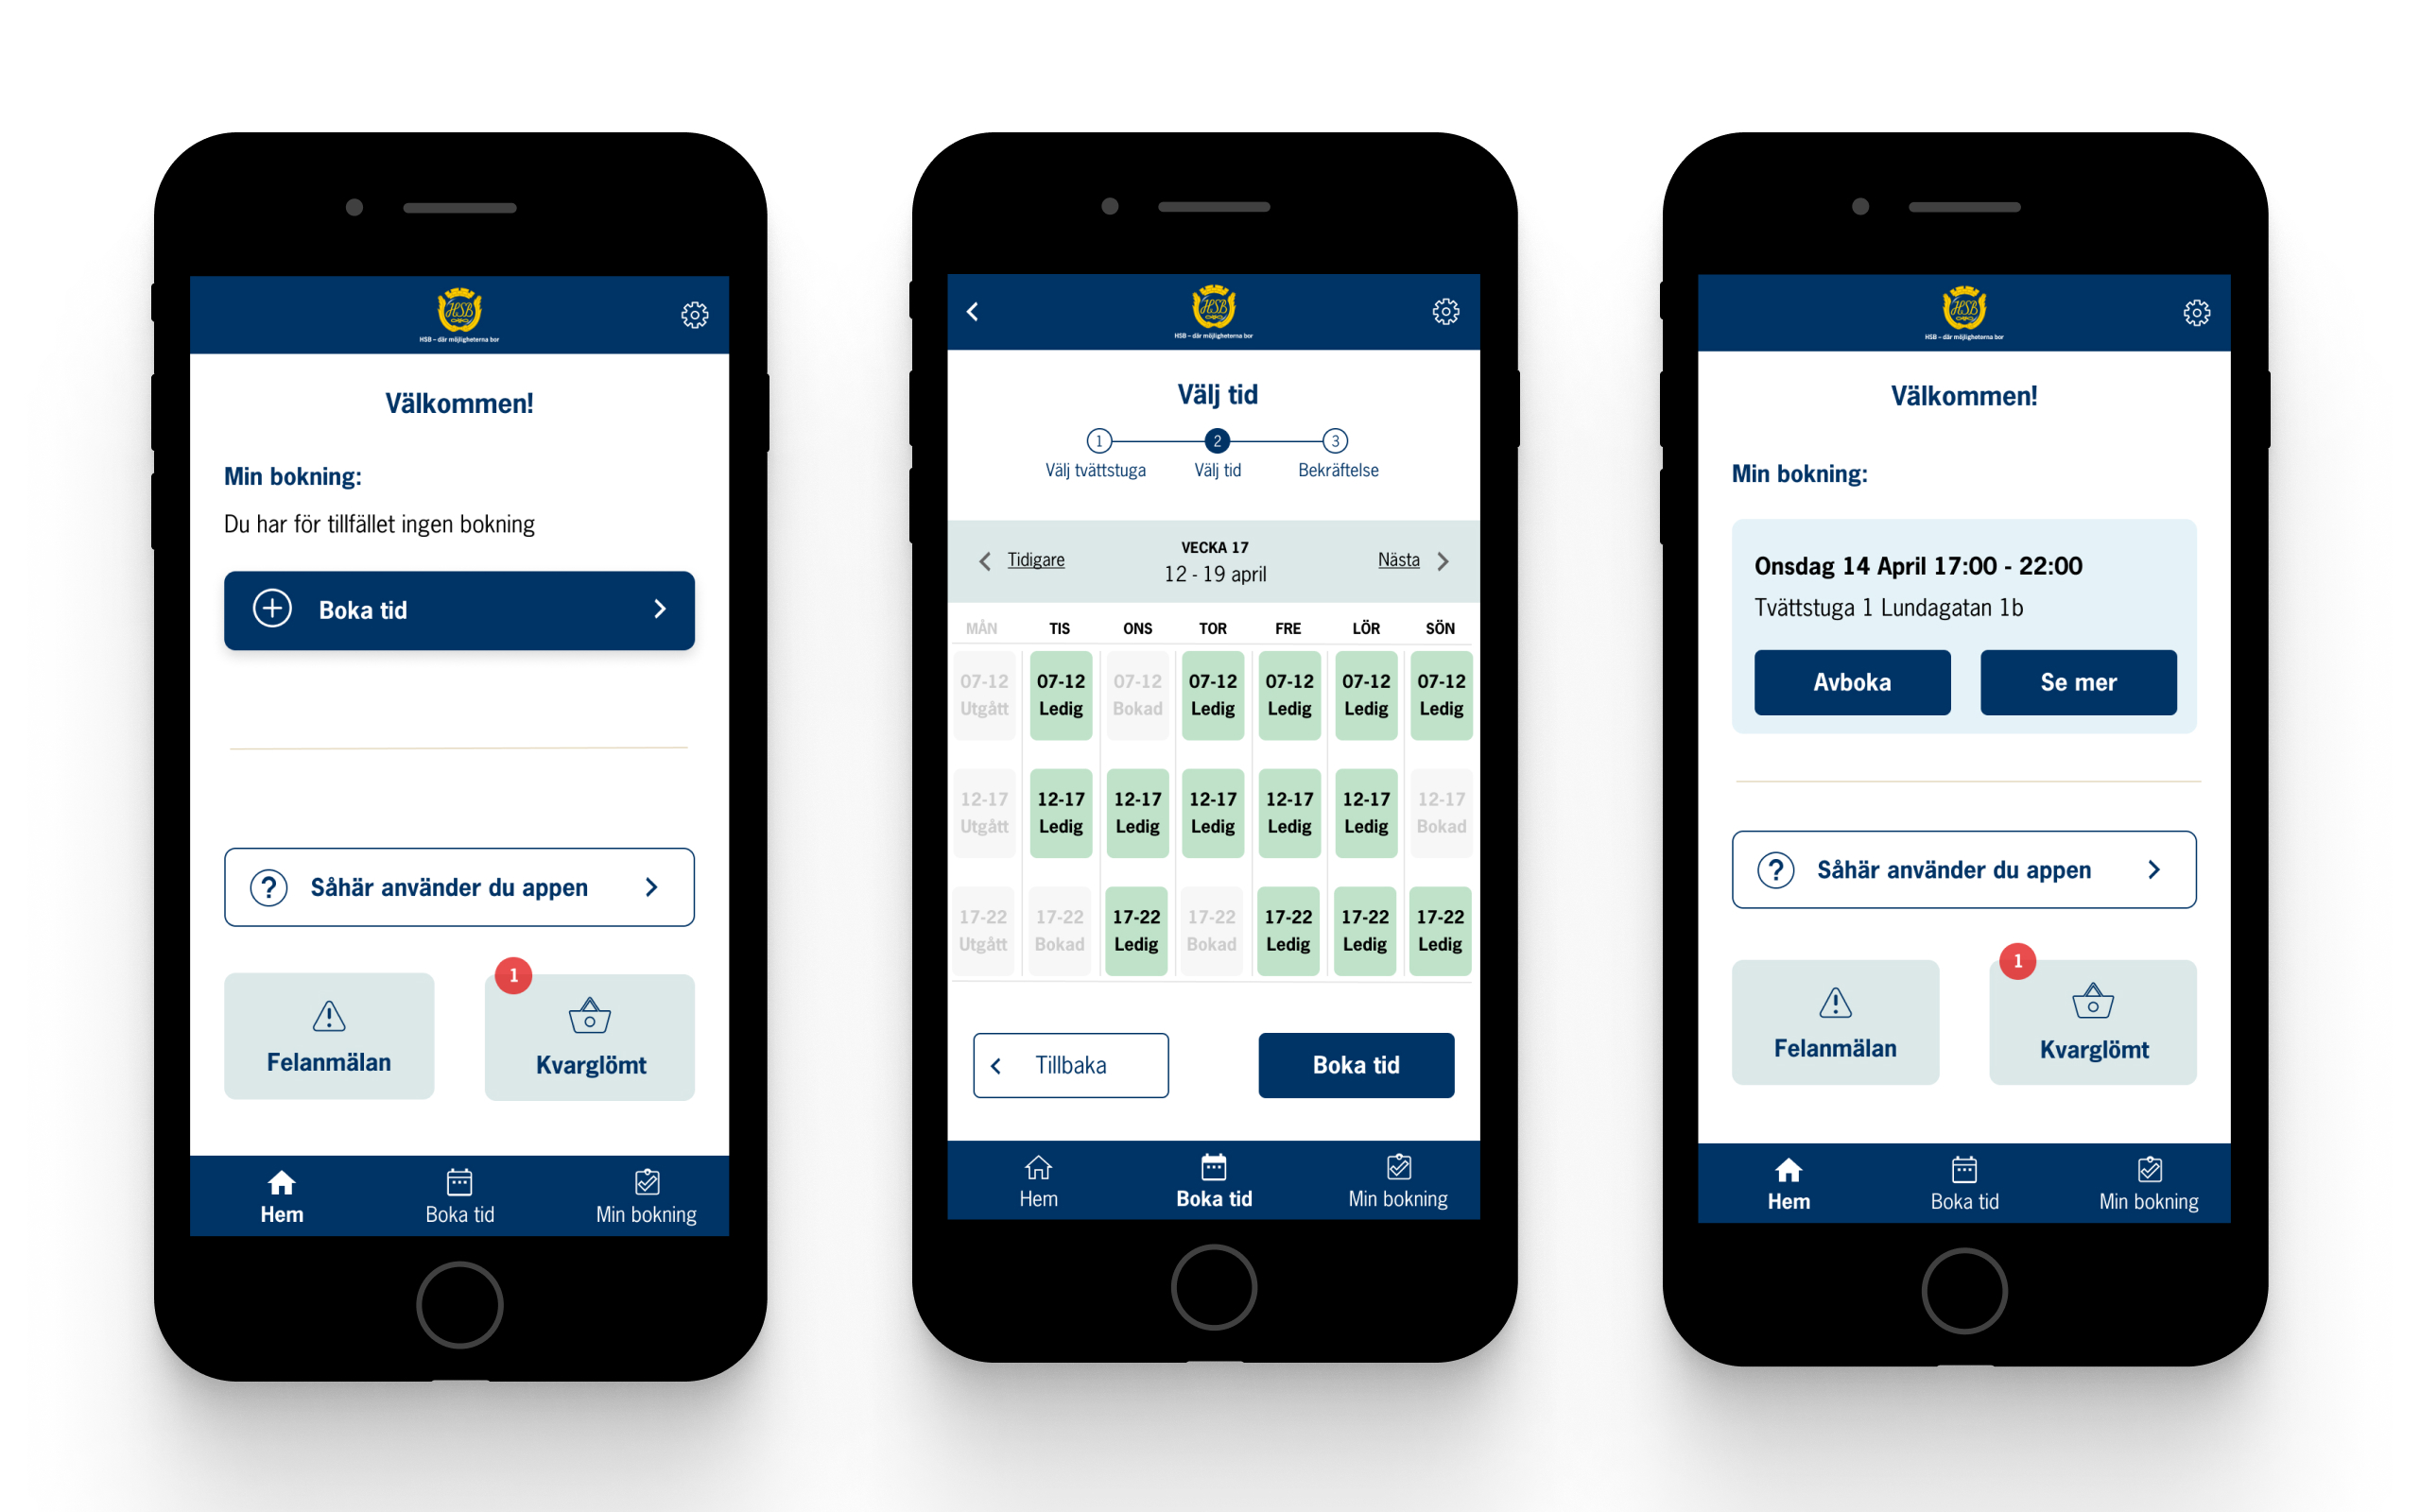 HSB
HSB – där möjligheterna bor
Välkommen!
Min bokning:
Du har för tillfället ingen bokning
Boka tid
?
Såhär använder du appen
1
Felanmälan
Kvarglömt
Hem
Boka tid
Min bokning
HSB
HSB – där möjligheterna bor
Välj tid
1 2 3
Välj tvättstuga Välj tid Bekräftelse
VECKA 17
Tidigare 12 - 19 april Nästa
MÅN TIS ONS TOR FRE LÖR SÖN
07-12 07-12 07-12 07-12 07-12 07-12 07-12
Utgått Ledig Bokad Ledig Ledig Ledig Ledig
12-17 12-17 12-17 12-17 12-17 12-17 12-17
Utgått Ledig Ledig Ledig Ledig Ledig Bokad
17-22 17-22 17-22 17-22 17-22 17-22 17-22
Utgått Bokad Ledig Bokad Ledig Ledig Ledig
Tillbaka Boka tid
Hem Boka tid Min bokning
HSB
HSB – där möjligheterna bor
Välkommen!
Min bokning:
Onsdag 14 April 17:00 - 22:00
Tvättstuga 1 Lundagatan 1b
Avboka Se mer
?
Såhär använder du appen
1
Felanmälan
Kvarglömt
Hem Boka tid Min bokning